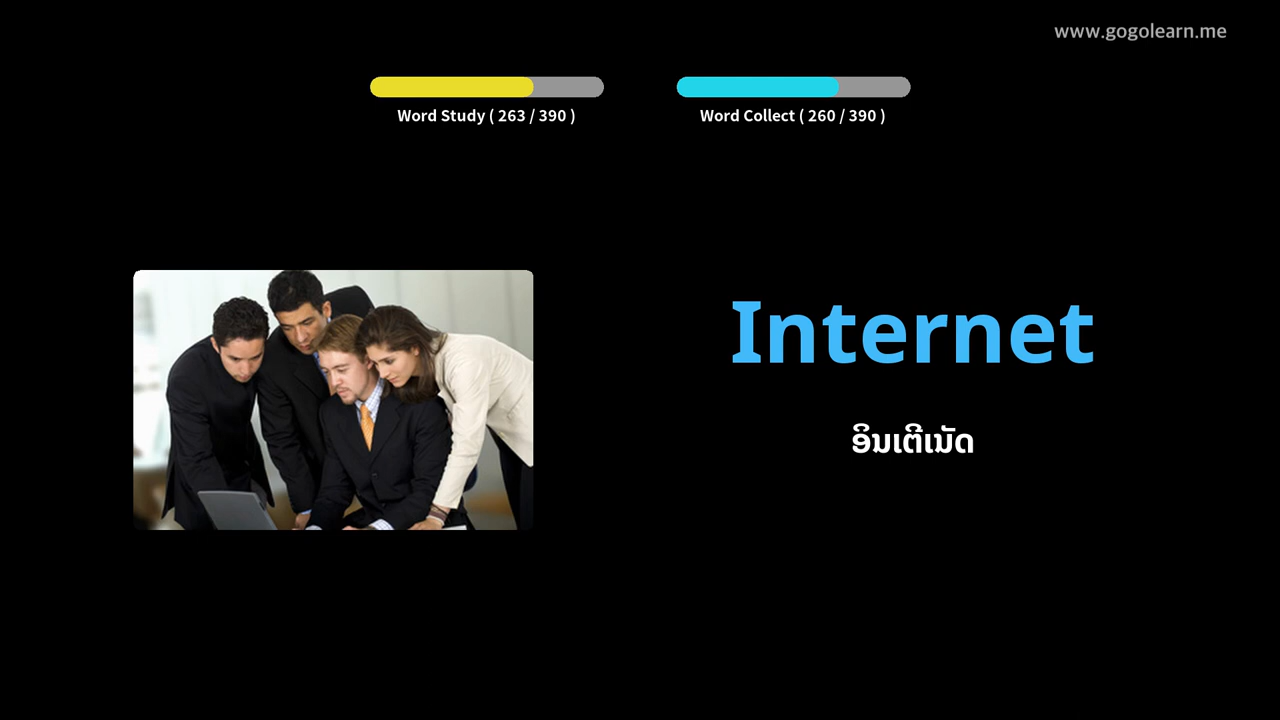 www.gogolearn.me
Word Study ( 263 / 390 )
Word Collect ( 260 / 390 )
Internet
ອິນເຕີເນັດ